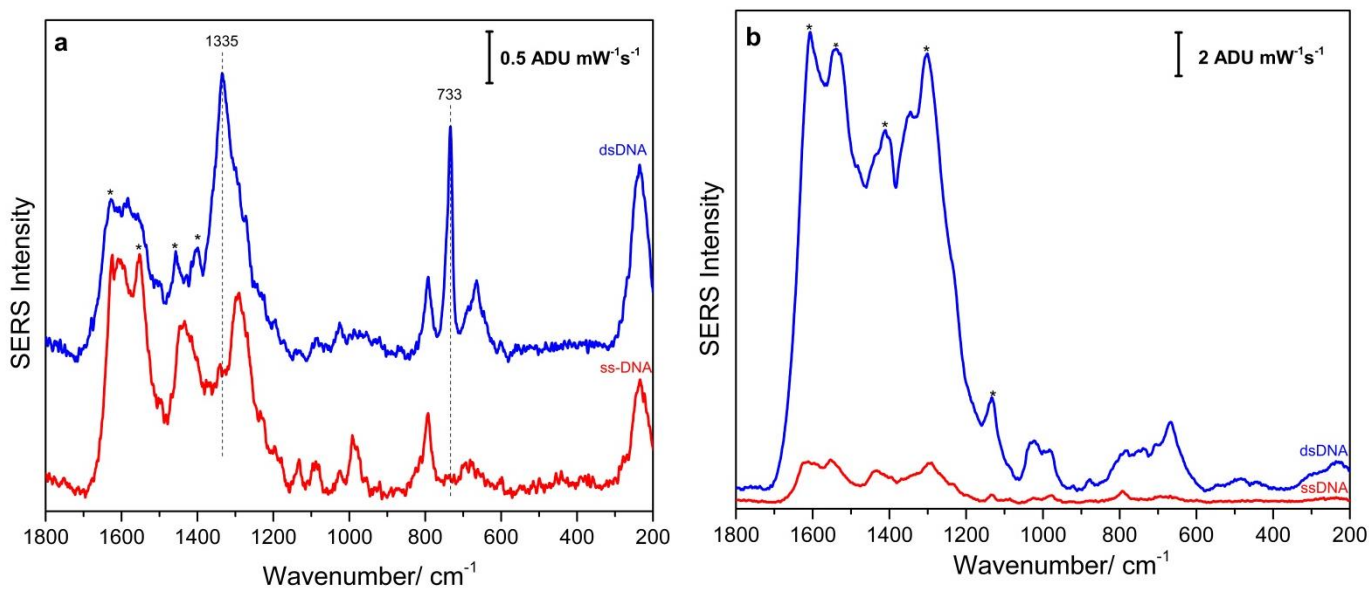 a
1335
0.5 ADU mW⁻¹s⁻¹
733
dsDNA
*
*
*
*
ss-DNA
SERS Intensity
1800 1600 1400 1200 1000 800 600 400 200
Wavenumber/ cm⁻¹
b
*
*
*
*
*
2 ADU mW⁻¹s⁻¹
dsDNA
ssDNA
SERS Intensity
1800 1600 1400 1200 1000 800 600 400 200
Wavenumber/ cm⁻¹